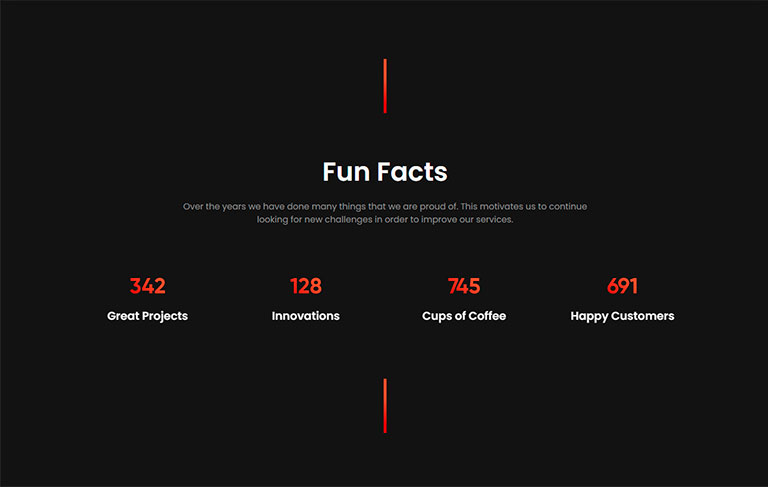 Fun Facts
Over the years we have done many things that we are proud of. This motivates us to continue
looking for new challenges in order to improve our services.
342 128 745 691
Great Projects Innovations Cups of Coffee Happy Customers